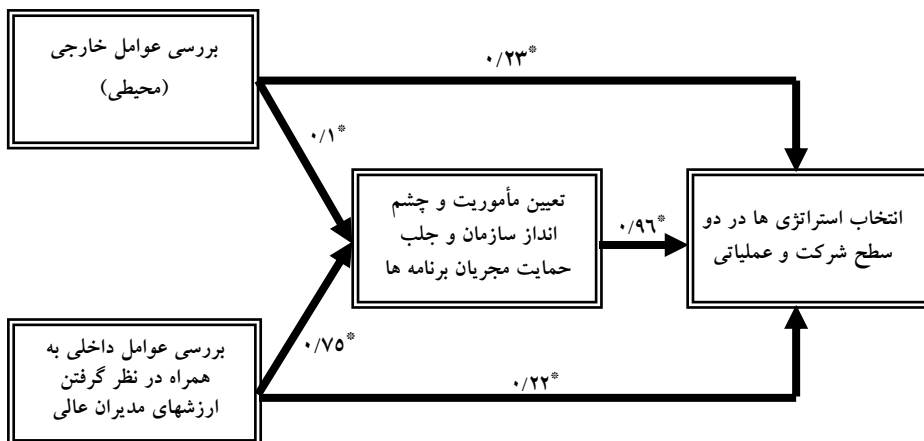 بررسی عوامل خارجی
(محیطی)
۰/۲۳*
۰/۱*
تعیین مأموریت و چشم
انداز سازمان و جلب
حمایت مجریان برنامه ها
۰/۹۶*
انتخاب استراتژی ها در دو
سطح شرکت و عملیاتی
بررسی عوامل داخلی به
همراه در نظر گرفتن
ارزشهای مدیران عالی
۰/۷۵*
۰/۲۲*